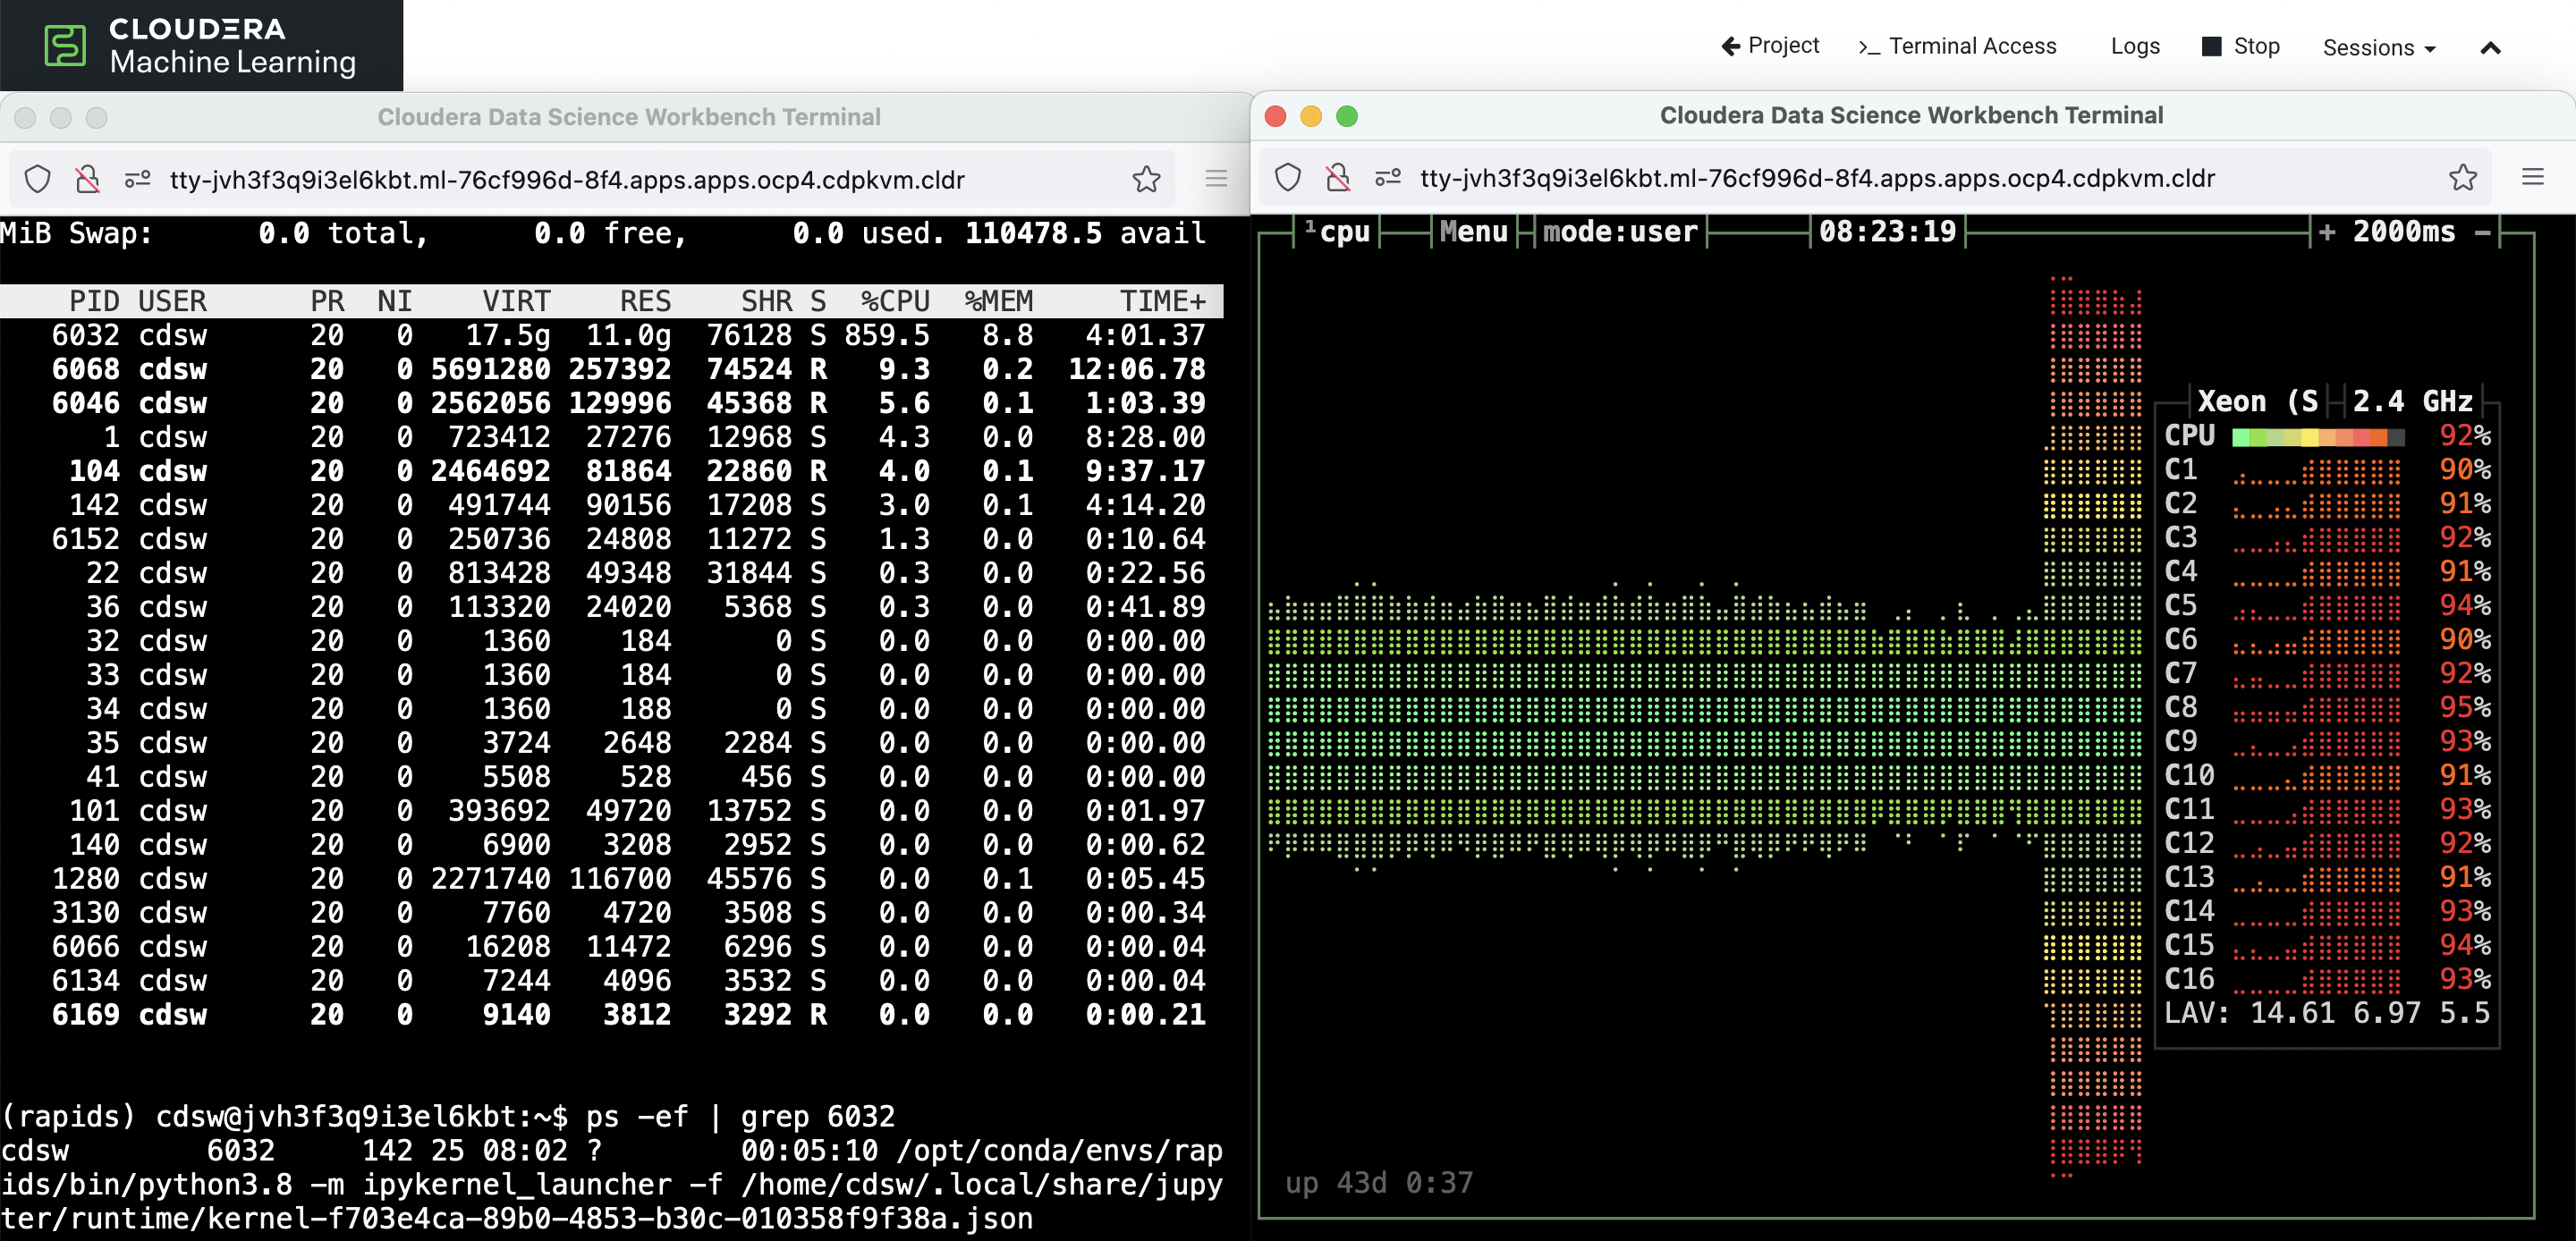 CLOUDERA
Machine Learning
Project
Terminal Access
Logs
Stop
Sessions
Cloudera Data Science Workbench Terminal
tty-jvh3f3q9i3el6kbt.ml-76cf996d-8f4.apps.apps.ocp4.cdpkvm.cldr
MiB Swap: 0.0 total, 0.0 free, 0.0 used. 110478.5 avail
PID USER PR NI VIRT RES SHR S %CPU %MEM TIME+
6032 cdsw 20 0 17.5g 11.0g 76128 S 859.5 8.8 4:01.37
6068 cdsw 20 0 5691280 257392 74524 R 9.3 0.2 12:06.78
6046 cdsw 20 0 2562056 129996 45368 R 5.6 0.1 1:03.39
1 cdsw 20 0 723412 27276 12968 S 4.3 0.0 8:28.00
104 cdsw 20 0 2464692 81864 22860 R 4.0 0.1 9:37.17
142 cdsw 20 0 491744 90156 17208 S 3.0 0.1 4:14.20
6152 cdsw 20 0 250736 24808 11272 S 1.3 0.0 0:10.64
22 cdsw 20 0 813428 49348 31844 S 0.3 0.0 0:22.56
36 cdsw 20 0 113320 24020 5368 S 0.3 0.0 0:41.89
32 cdsw 20 0 1360 184 0 S 0.0 0.0 0:00.00
33 cdsw 20 0 1360 184 0 S 0.0 0.0 0:00.00
34 cdsw 20 0 1360 188 0 S 0.0 0.0 0:00.00
35 cdsw 20 0 3724 2648 2284 S 0.0 0.0 0:00.00
41 cdsw 20 0 5508 528 456 S 0.0 0.0 0:00.00
101 cdsw 20 0 393692 49720 13752 S 0.0 0.0 0:01.97
140 cdsw 20 0 6900 3208 2952 S 0.0 0.0 0:00.62
1280 cdsw 20 0 2271740 116700 45576 S 0.0 0.1 0:05.45
3130 cdsw 20 0 7760 4720 3508 S 0.0 0.0 0:00.34
6066 cdsw 20 0 16208 11472 6296 S 0.0 0.0 0:00.04
6134 cdsw 20 0 7244 4096 3532 S 0.0 0.0 0:00.04
6169 cdsw 20 0 9140 3812 3292 R 0.0 0.0 0:00.21
(rapids) cdsw@jvh3f3q9i3el6kbt:~$ ps -ef | grep 6032
cdsw 6032 142 25 08:02 ? 00:05:10 /opt/conda/envs/rap
ids/bin/python3.8 -m ipykernel_launcher -f /home/cdsw/.local/share/jupy
ter/runtime/kernel-f703e4ca-89b0-4853-b30c-010358f9f38a.json
Cloudera Data Science Workbench Terminal
tty-jvh3f3q9i3el6kbt.ml-76cf996d-8f4.apps.apps.ocp4.cdpkvm.cldr
¹cpu Menu mode:user 08:23:19 + 2000ms -
Xeon (S 2.4 GHz
CPU 92%
C1 90%
C2 91%
C3 92%
C4 91%
C5 94%
C6 90%
C7 92%
C8 95%
C9 93%
C10 91%
C11 93%
C12 92%
C13 91%
C14 93%
C15 94%
C16 93%
LAV: 14.61 6.97 5.5
up 43d 0:37